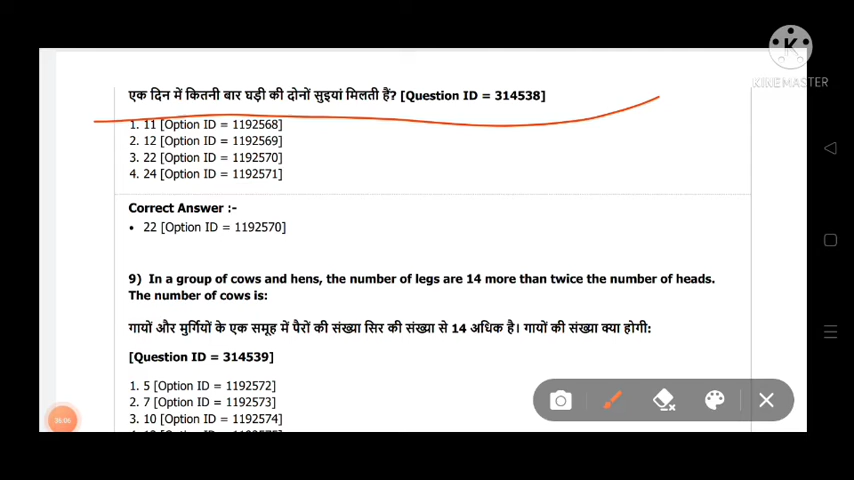 KINEMASTER
एक दिन में कितनी बार घड़ी की दोनों सुइयां मिलती हैं? [Question ID = 314538]
1. 11 [Option ID = 1192568]
2. 12 [Option ID = 1192569]
3. 22 [Option ID = 1192570]
4. 24 [Option ID = 1192571]
Correct Answer :-
• 22 [Option ID = 1192570]
9) In a group of cows and hens, the number of legs are 14 more than twice the number of heads.
The number of cows is:
गायों और मुर्गियों के एक समूह में पैरों की संख्या सिर की संख्या से 14 अधिक है। गायों की संख्या क्या होगी:
[Question ID = 314539]
1. 5 [Option ID = 1192572]
2. 7 [Option ID = 1192573]
3. 10 [Option ID = 1192574]